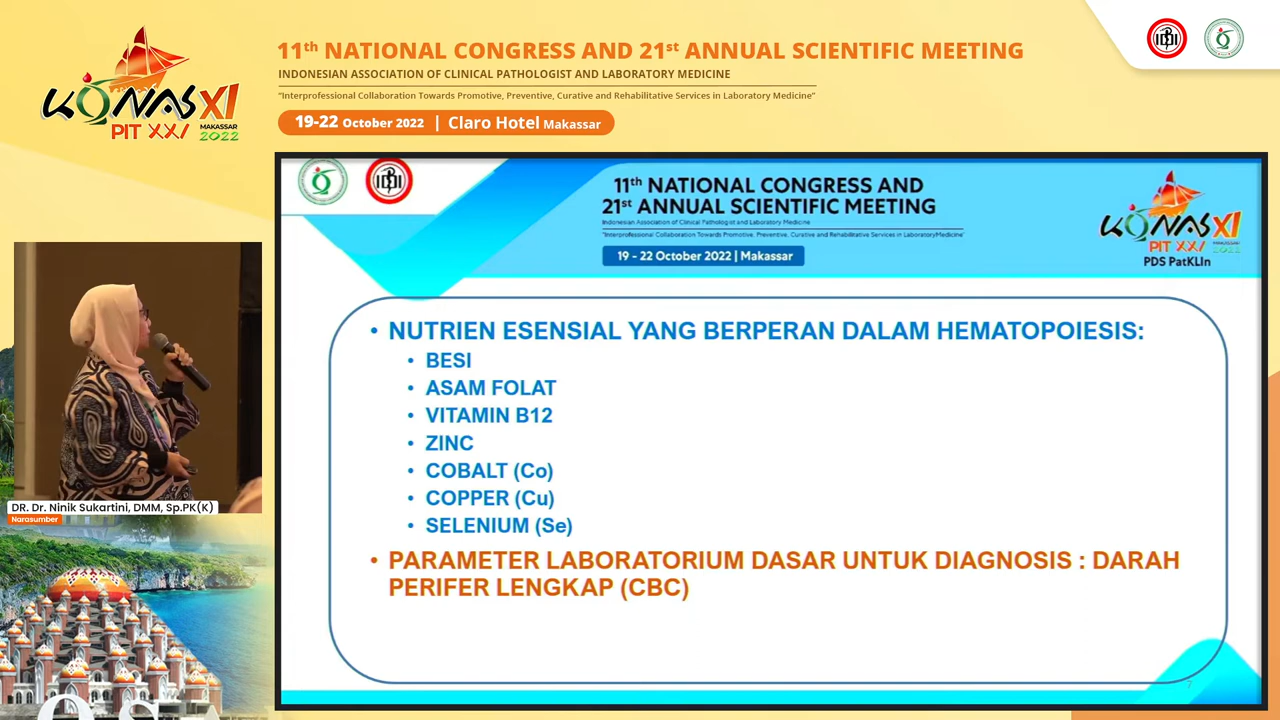 KONAS XI
PIT XXI
MAKASSAR
2022
11th NATIONAL CONGRESS AND 21st ANNUAL SCIENTIFIC MEETING
INDONESIAN ASSOCIATION OF CLINICAL PATHOLOGIST AND LABORATORY MEDICINE
"Interprofessional Collaboration Towards Promotive, Preventive, Curative and Rehabilitative Services in Laboratory Medicine"
19-22 October 2022 | Claro Hotel Makassar
11th NATIONAL CONGRESS AND
21st ANNUAL SCIENTIFIC MEETING
Indonesian Association of Clinical Pathologist and Laboratory Medicine
"Interprofessional Collaboration Towards Promotive, Preventive, Curative and Rehabilitative Services in LaboratoryMedicine"
19 - 22 October 2022 | Makassar
KONAS XI
PIT XXI
MAKASSAR
2022
PDS PatKLIn
• NUTRIEN ESENSIAL YANG BERPERAN DALAM HEMATOPOIESIS:
• BESI
• ASAM FOLAT
• VITAMIN B12
• ZINC
• COBALT (Co)
• COPPER (Cu)
• SELENIUM (Se)
• PARAMETER LABORATORIUM DASAR UNTUK DIAGNOSIS : DARAH
PERIFER LENGKAP (CBC)
7
DR. Dr. Ninik Sukartini, DMM, Sp.PK(K)
Narasumber